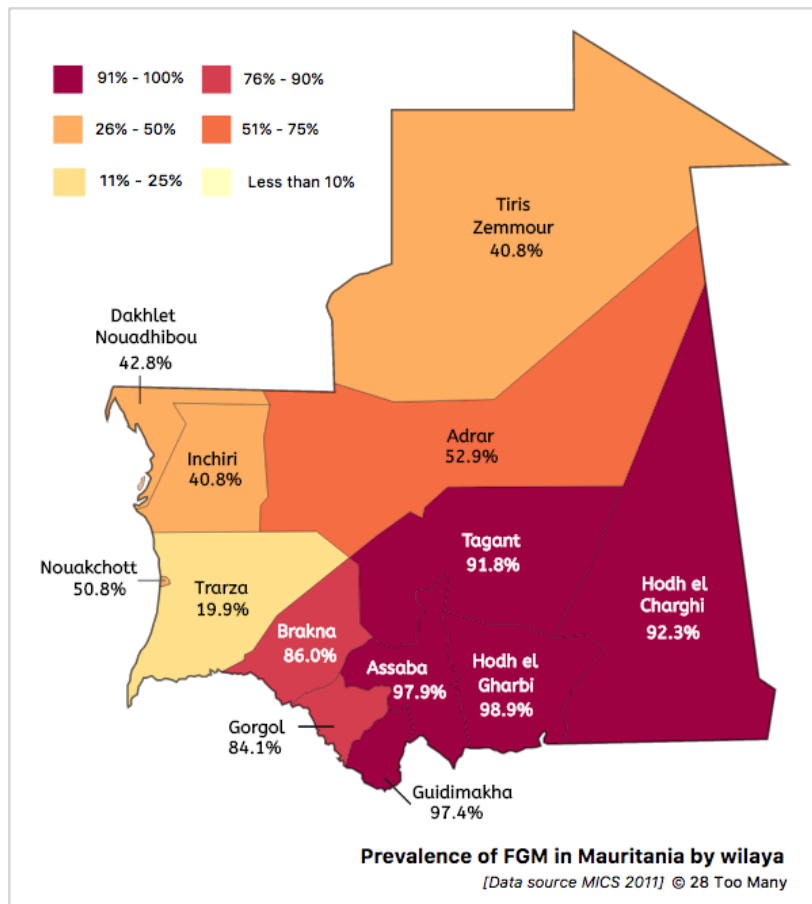 91% - 100%
76% - 90%
26% - 50%
51% - 75%
11% - 25%
Less than 10%
Tiris
Zemmour
40.8%
Dakhlet
Nouadhibou
42.8%
Inchiri
40.8%
Adrar
52.9%
Nouakchott
50.8%
Trarza
19.9%
Tagant
91.8%
Hodh el
Charghi
92.3%
Brakna
86.0%
Assaba
97.9%
Hodh el
Gharbi
98.9%
Gorgol
84.1%
Guidimakha
97.4%
Prevalence of FGM in Mauritania by wilaya
[Data source MICS 2011] © 28 Too Many